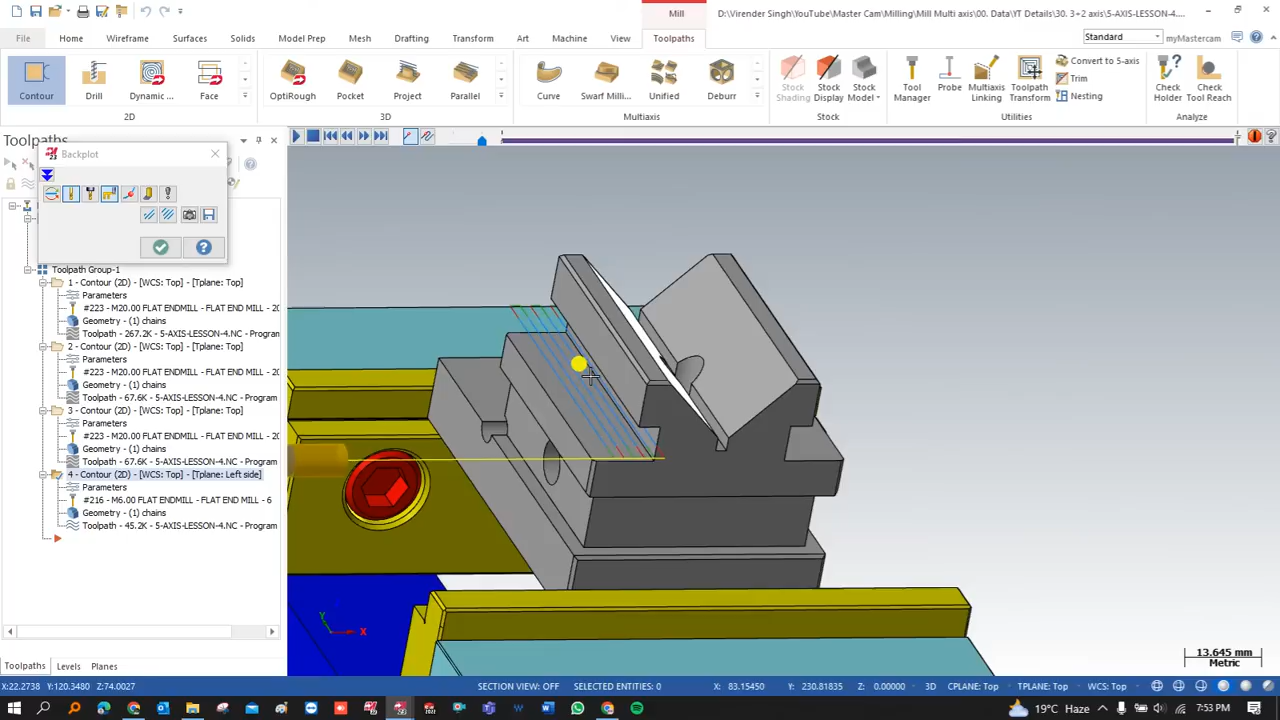 Mill
D:\Virender Singh\YouTube\Master Cam\Milling\Mill Multi axis\00. Data\YT Details\30. 3+2 axis\5-AXIS-LESSON-4....
File Home Wireframe Surfaces Solids Model Prep Mesh Drafting Transform Art Machine View Toolpaths
Standard
myMastercam
Contour Drill Dynamic ... Face
2D
OptiRough Pocket Project Parallel
3D
Curve Swarf Milli... Unified Deburr
Multiaxis
Stock Shading
Stock Display
Stock Model
Stock
Tool Manager
Probe
Multiaxis Linking
Toolpath Transform
Convert to 5-axis
Trim
Nesting
Utilities
Check Holder
Check Tool Reach
Analyze
Toolpaths
Backplot
Toolpath Group-1
1 - Contour (2D) - [WCS: Top] - [Tplane: Top]
Parameters
#223 - M20.00 FLAT ENDMILL - FLAT END MILL - 20
Geometry - (1) chains
Toolpath - 267.2K - 5-AXIS-LESSON-4.NC - Program
2 - Contour (2D) - [WCS: Top] - [Tplane: Top]
Parameters
#223 - M20.00 FLAT ENDMILL - FLAT END MILL - 20
Geometry - (1) chains
Toolpath - 67.6K - 5-AXIS-LESSON-4.NC - Program
3 - Contour (2D) - [WCS: Top] - [Tplane: Top]
Parameters
#223 - M20.00 FLAT ENDMILL - FLAT END MILL - 20
Geometry - (1) chains
Toolpath - 67.6K - 5-AXIS-LESSON-4.NC - Program
4 - Contour (2D) - [WCS: Top] - [Tplane: Left side]
Parameters
#216 - M6.00 FLAT ENDMILL - FLAT END MILL - 6
Geometry - (1) chains
Toolpath - 45.2K - 5-AXIS-LESSON-4.NC - Program
Y
X
13.645 mm
Metric
Toolpaths Levels Planes
X:22.2738 Y:120.3480 Z:74.0027 SECTION VIEW: OFF SELECTED ENTITIES: 0 X: 83.15450 Y: 230.81835 Z: 0.00000 3D CPLANE: Top TPLANE: Top WCS: Top
19°C Haze 7:53 PM